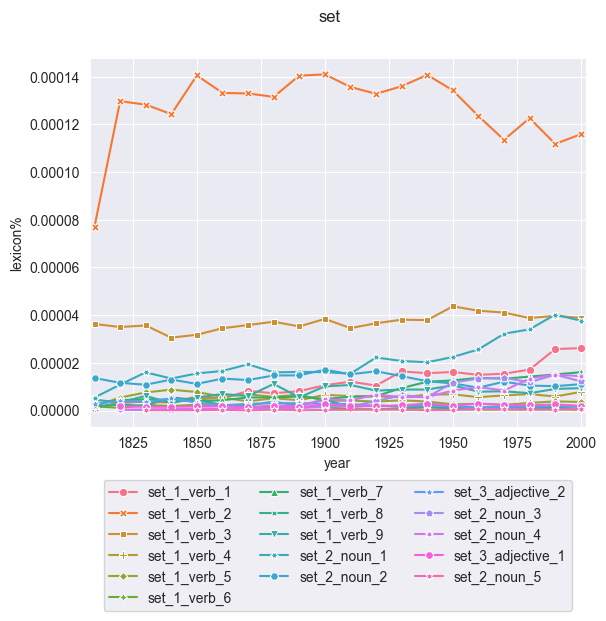 set
0.00014
0.00012
0.00010
0.00008
0.00006
0.00004
0.00002
0.00000
lexicon%
1825 1850 1875 1900 1925 1950 1975 2000
year
set_1_verb_1 set_1_verb_7 set_3_adjective_2
set_1_verb_2 set_1_verb_8 set_2_noun_3
set_1_verb_3 set_1_verb_9 set_2_noun_4
set_1_verb_4 set_2_noun_1 set_3_adjective_1
set_1_verb_5 set_2_noun_2 set_2_noun_5
set_1_verb_6